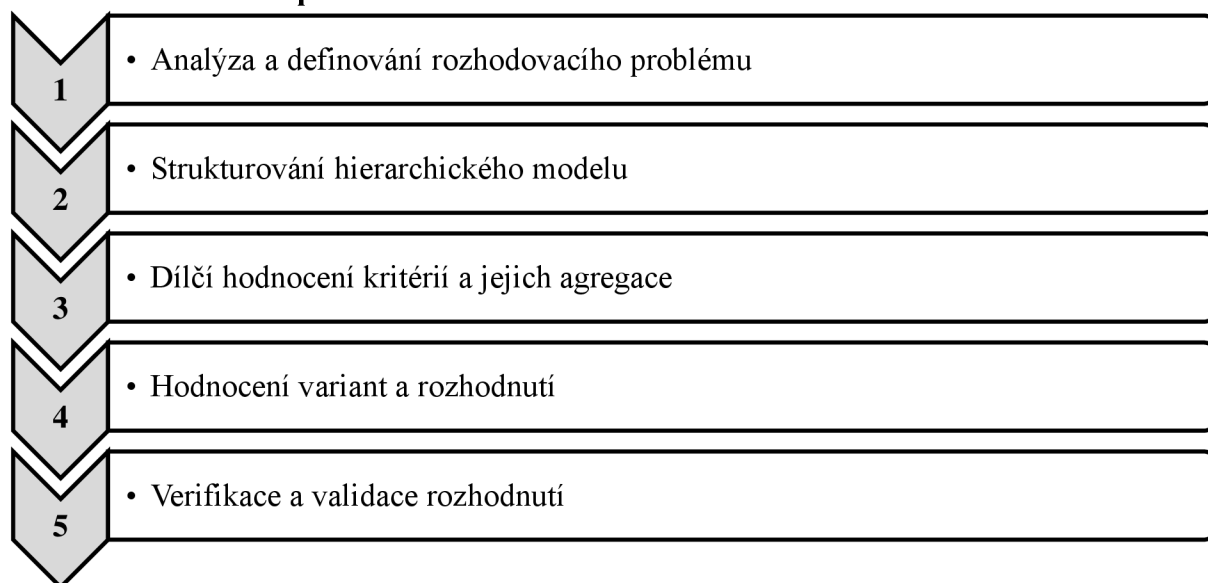 1
• Analýza a definování rozhodovacího problému
2
• Strukturování hierarchického modelu
3
• Dílčí hodnocení kritérií a jejich agregace
4
• Hodnocení variant a rozhodnutí
5
• Verifikace a validace rozhodnutí